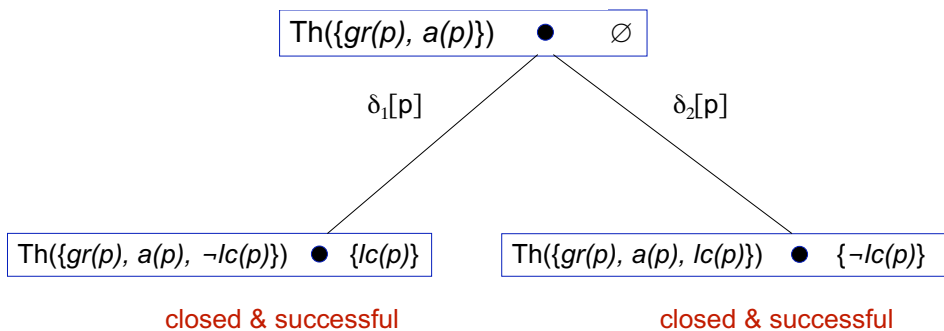 Th({gr(p), a(p)}) ∅
δ₁[p] δ₂[p]
Th({gr(p), a(p), ¬lc(p)}) {lc(p)} Th({gr(p), a(p), lc(p)}) {¬lc(p)}
closed & successful closed & successful